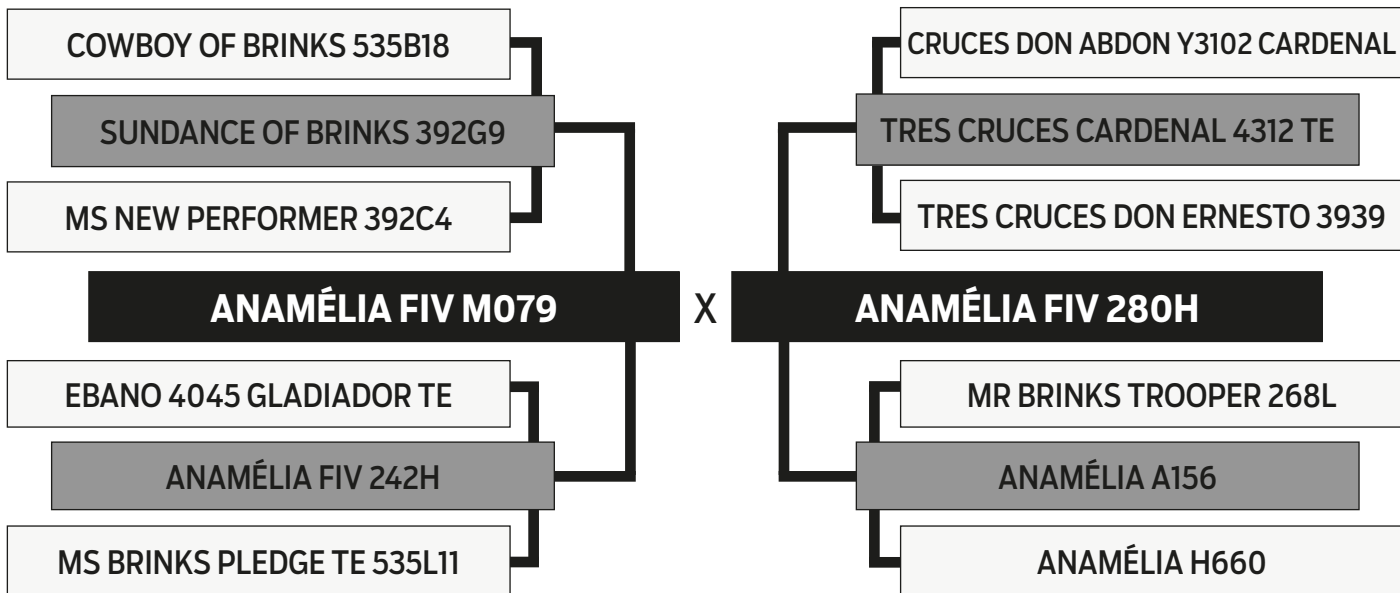 COWBOY OF BRINKS 535B18
SUNDANCE OF BRINKS 392G9
MS NEW PERFORMER 392C4
ANAMÉLIA FIV M079
EBANO 4045 GLADIADOR TE
ANAMÉLIA FIV 242H
MS BRINKS PLEDGE TE 535L11
X
CRUCES DON ABDON Y3102 CARDENAL
TRES CRUCES CARDENAL 4312 TE
TRES CRUCES DON ERNESTO 3939
ANAMÉLIA FIV 280H
MR BRINKS TROOPER 268L
ANAMÉLIA A156
ANAMÉLIA H660